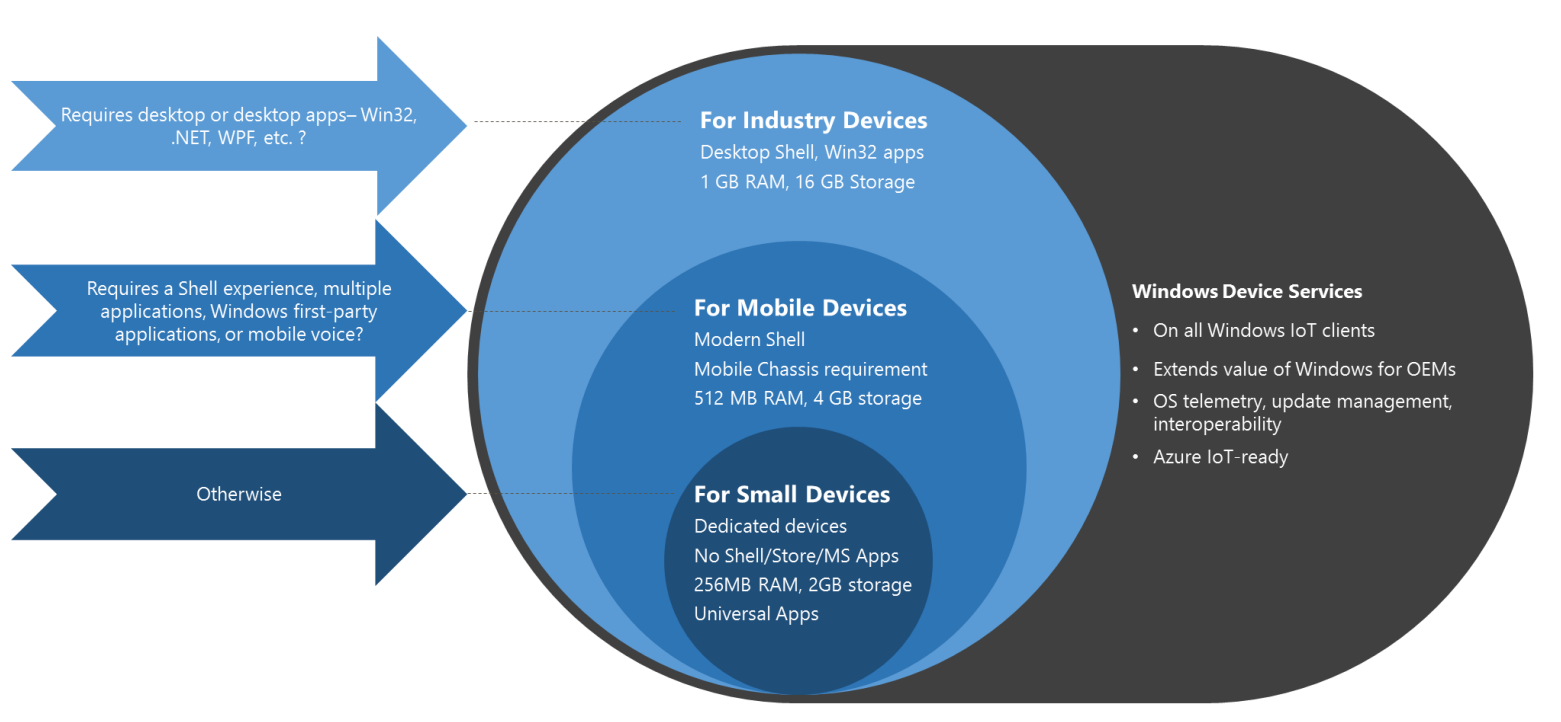 Requires desktop or desktop apps– Win32,
.NET, WPF, etc. ?
Requires a Shell experience, multiple
applications, Windows first-party
applications, or mobile voice?
Otherwise
For Industry Devices
Desktop Shell, Win32 apps
1 GB RAM, 16 GB Storage
For Mobile Devices
Modern Shell
Mobile Chassis requirement
512 MB RAM, 4 GB storage
For Small Devices
Dedicated devices
No Shell/Store/MS Apps
256MB RAM, 2GB storage
Universal Apps
Windows Device Services
• On all Windows IoT clients
• Extends value of Windows for OEMs
• OS telemetry, update management,
interoperability
• Azure IoT-ready